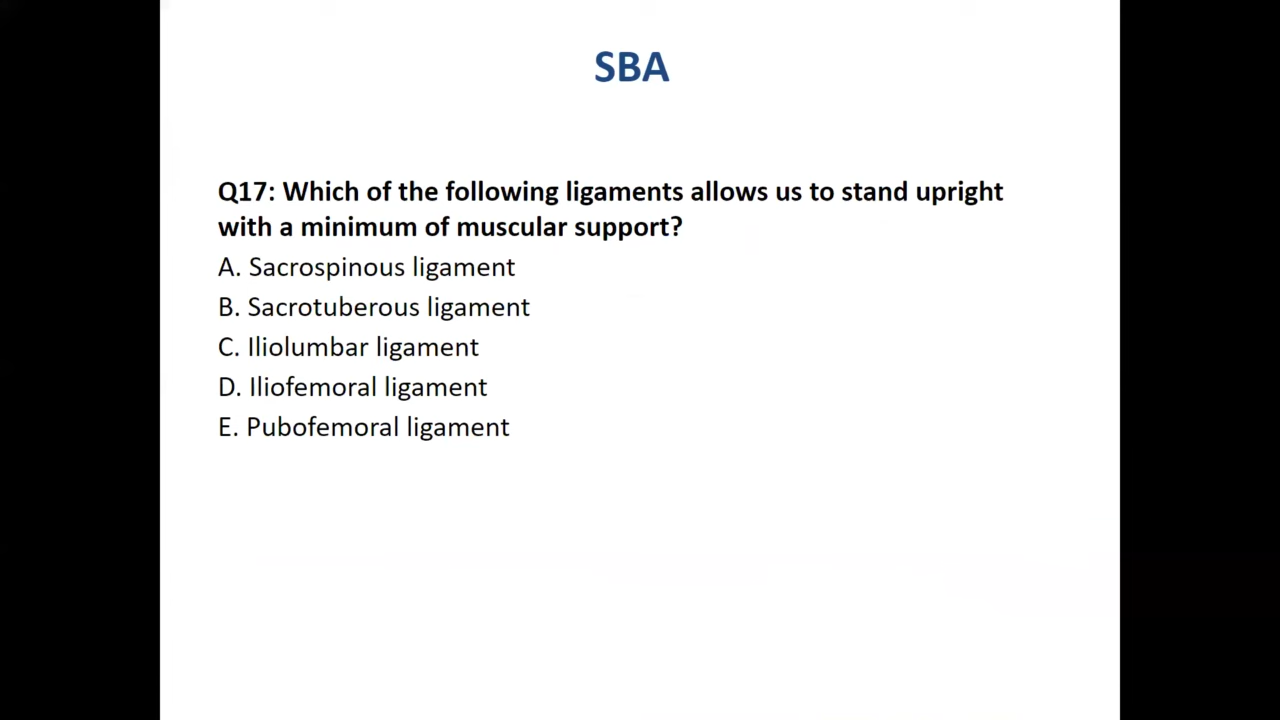 SBA
Q17: Which of the following ligaments allows us to stand upright
with a minimum of muscular support?
A. Sacrospinous ligament
B. Sacrotuberous ligament
C. Iliolumbar ligament
D. Iliofemoral ligament
E. Pubofemoral ligament